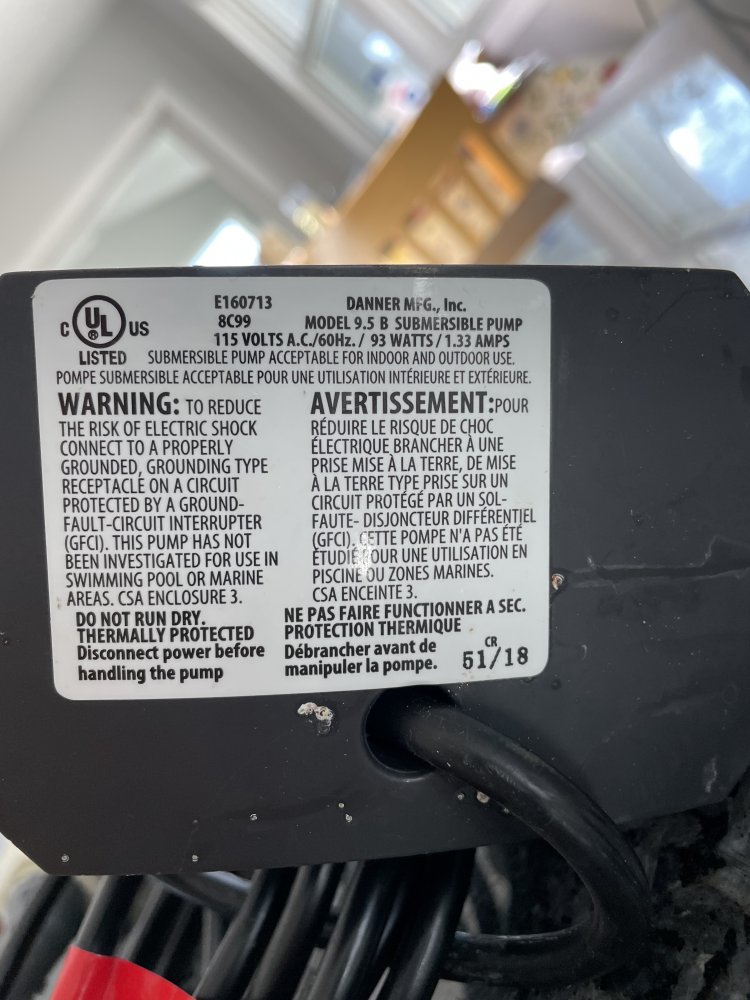 E160713 DANNER MFG., Inc.
C UL ® US 8C99 MODEL 9.5 B SUBMERSIBLE PUMP
115 VOLTS A.C./60Hz. / 93 WATTS / 1.33 AMPS
LISTED SUBMERSIBLE PUMP ACCEPTABLE FOR INDOOR AND OUTDOOR USE.
POMPE SUBMERSIBLE ACCEPTABLE POUR UNE UTILISATION INTÉRIEURE ET EXTÉRIEURE.
WARNING: TO REDUCE
THE RISK OF ELECTRIC SHOCK
CONNECT TO A PROPERLY
GROUNDED, GROUNDING TYPE
RECEPTACLE ON A CIRCUIT
PROTECTED BY A GROUND-
FAULT-CIRCUIT INTERRUPTER
(GFCI). THIS PUMP HAS NOT
BEEN INVESTIGATED FOR USE IN
SWIMMING POOL OR MARINE
AREAS. CSA ENCLOSURE 3.
DO NOT RUN DRY.
THERMALLY PROTECTED
Disconnect power before
handling the pump
AVERTISSEMENT:POUR
RÉDUIRE LE RISQUE DE CHOC
ÉLECTRIQUE BRANCHER À UNE
PRISE MISE À LA TERRE, DE MISE
À LA TERRE TYPE PRISE SUR UN
CIRCUIT PROTÉGÉ PAR UN SOL-
FAUTE- DISJONCTEUR DIFFÉRENTIEL
(GFCI). CETTE POMPE N'A PAS ÉTÉ
ÉTUDIÉ POUR UNE UTILISATION EN
PISCINE OU ZONES MARINES.
CSA ENCEINTE 3.
NE PAS FAIRE FUNCTIONNER A SEC.
PROTECTION THERMIQUE
Débrancher avant de
manipuler la pompe.
CR
51/18